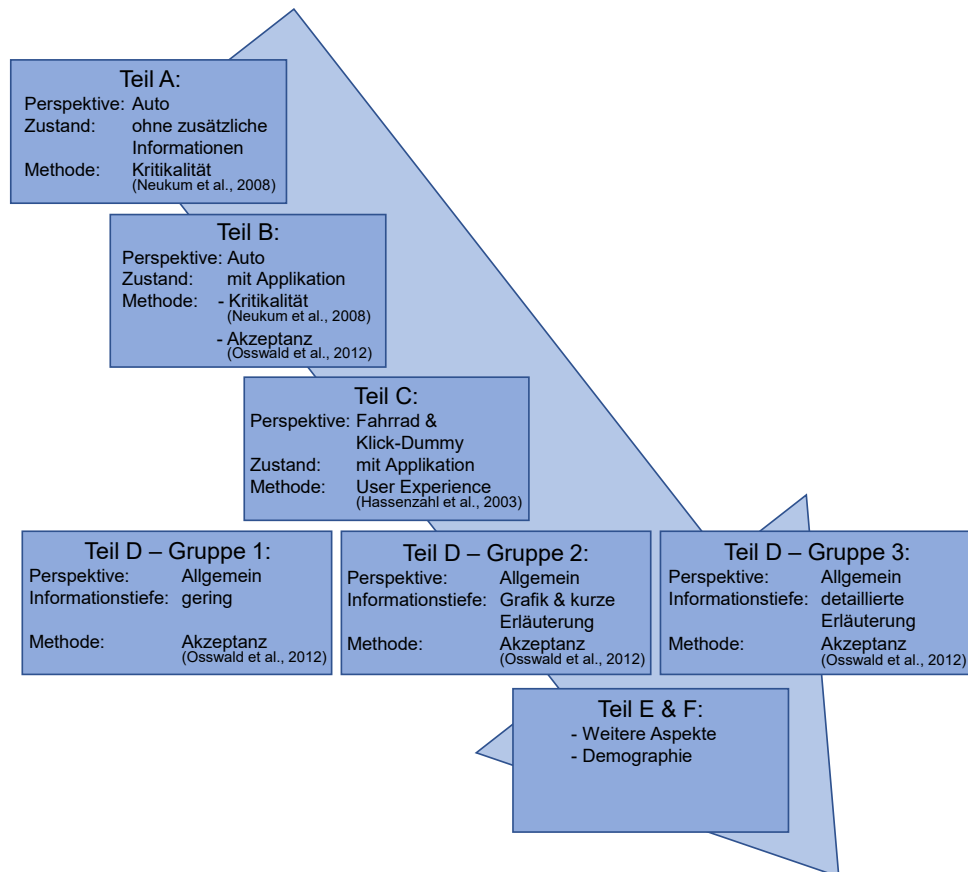 Teil A:
Perspektive: Auto
Zustand: ohne zusätzliche
Informationen
Methode: Kritikalität
(Neukum et al., 2008)
Teil B:
Perspektive: Auto
Zustand: mit Applikation
Methode: - Kritikalität
(Neukum et al., 2008)
- Akzeptanz
(Osswald et al., 2012)
Teil C:
Perspektive: Fahrrad &
Klick-Dummy
Zustand: mit Applikation
Methode: User Experience
(Hassenzahl et al., 2003)
Teil D – Gruppe 1:
Perspektive: Allgemein
Informationstiefe: gering
Methode: Akzeptanz
(Osswald et al., 2012)
Teil D – Gruppe 2:
Perspektive: Allgemein
Informationstiefe: Grafik & kurze
Erläuterung
Methode: Akzeptanz
(Osswald et al., 2012)
Teil D – Gruppe 3:
Perspektive: Allgemein
Informationstiefe: detaillierte
Erläuterung
Methode: Akzeptanz
(Osswald et al., 2012)
Teil E & F:
- Weitere Aspekte
- Demographie